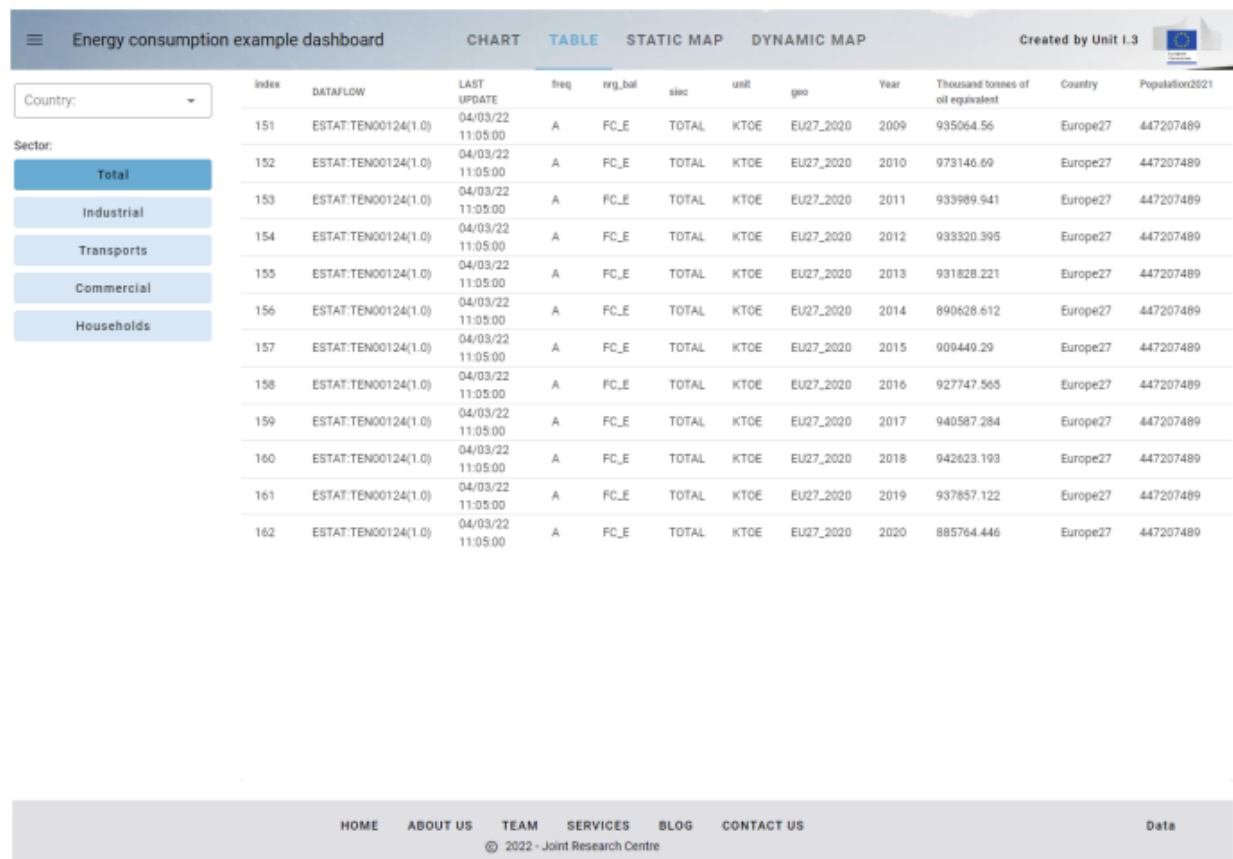 Energy consumption example dashboard CHART TABLE STATIC MAP DYNAMIC MAP Created by Unit I.3
Country:
Sector:
Total
Industrial
Transports
Commercial
Households
index DATAFLOW LAST UPDATE freq nrg_bal siec unit geo Year Thousand tonnes of oil equivalent Country Population2021
151 ESTAT:TEN00124(1.0) 04/03/22 11:05:00 A FC_E TOTAL KTOE EU27_2020 2009 935064.56 Europe27 447207489
152 ESTAT:TEN00124(1.0) 04/03/22 11:05:00 A FC_E TOTAL KTOE EU27_2020 2010 973146.69 Europe27 447207489
153 ESTAT:TEN00124(1.0) 04/03/22 11:05:00 A FC_E TOTAL KTOE EU27_2020 2011 933989.941 Europe27 447207489
154 ESTAT:TEN00124(1.0) 04/03/22 11:05:00 A FC_E TOTAL KTOE EU27_2020 2012 933320.395 Europe27 447207489
155 ESTAT:TEN00124(1.0) 04/03/22 11:05:00 A FC_E TOTAL KTOE EU27_2020 2013 931828.221 Europe27 447207489
156 ESTAT:TEN00124(1.0) 04/03/22 11:05:00 A FC_E TOTAL KTOE EU27_2020 2014 890628.612 Europe27 447207489
157 ESTAT:TEN00124(1.0) 04/03/22 11:05:00 A FC_E TOTAL KTOE EU27_2020 2015 909449.29 Europe27 447207489
158 ESTAT:TEN00124(1.0) 04/03/22 11:05:00 A FC_E TOTAL KTOE EU27_2020 2016 927747.565 Europe27 447207489
159 ESTAT:TEN00124(1.0) 04/03/22 11:05:00 A FC_E TOTAL KTOE EU27_2020 2017 940587.284 Europe27 447207489
160 ESTAT:TEN00124(1.0) 04/03/22 11:05:00 A FC_E TOTAL KTOE EU27_2020 2018 942623.193 Europe27 447207489
161 ESTAT:TEN00124(1.0) 04/03/22 11:05:00 A FC_E TOTAL KTOE EU27_2020 2019 937857.122 Europe27 447207489
162 ESTAT:TEN00124(1.0) 04/03/22 11:05:00 A FC_E TOTAL KTOE EU27_2020 2020 885764.446 Europe27 447207489
HOME ABOUT US TEAM SERVICES BLOG CONTACT US Data
© 2022 - Joint Research Centre